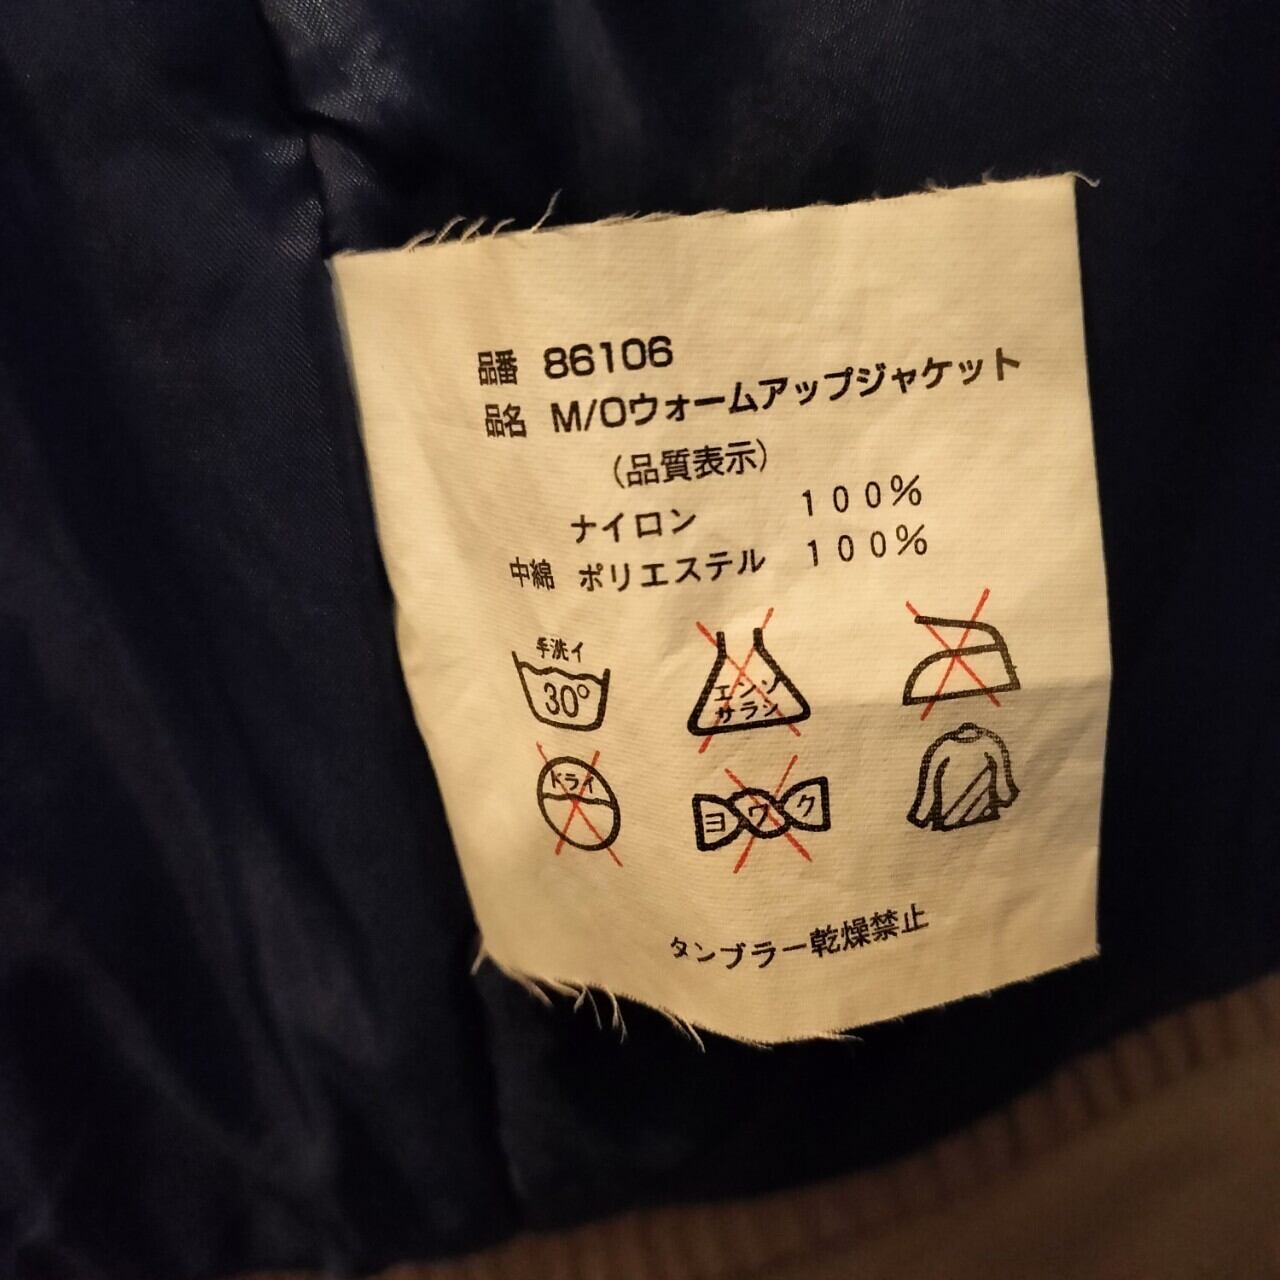 品番 86106
品名 M/Oウォームアップジャケット
(品質表示)
ナイロン 100%
中綿 ポリエステル 100%
手洗イ
30°
エンソ
サラシ
ドライ
ヨワク
タンブラー乾燥禁止